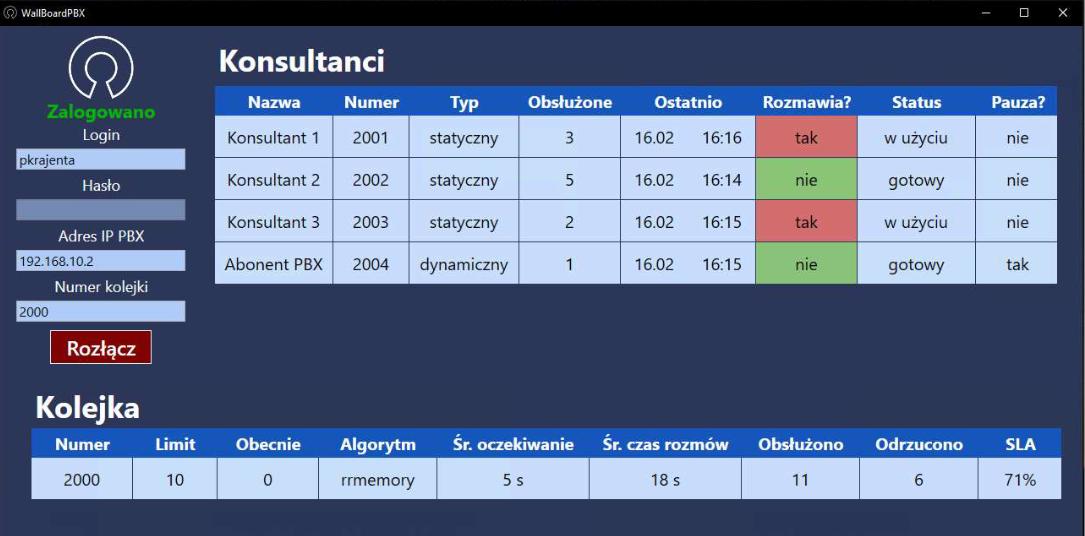 WallBoardPBX
Zalogowano
Login
pkrajenta
Hasło
Adres IP PBX
192.168.10.2
Numer kolejki
2000
Rozłącz
Konsultanci
Nazwa Numer Typ Obsłużone Ostatnio Rozmawia? Status Pauza?
Konsultant 1 2001 statyczny 3 16.02 16:16 tak w użyciu nie
Konsultant 2 2002 statyczny 5 16.02 16:14 nie gotowy nie
Konsultant 3 2003 statyczny 2 16.02 16:15 tak w użyciu nie
Abonent PBX 2004 dynamiczny 1 16.02 16:15 nie gotowy tak
Kolejka
Numer Limit Obecnie Algorytm Śr. oczekiwanie Śr. czas rozmów Obsłużono Odrzucono SLA
2000 10 0 rrmemory 5 s 18 s 11 6 71%